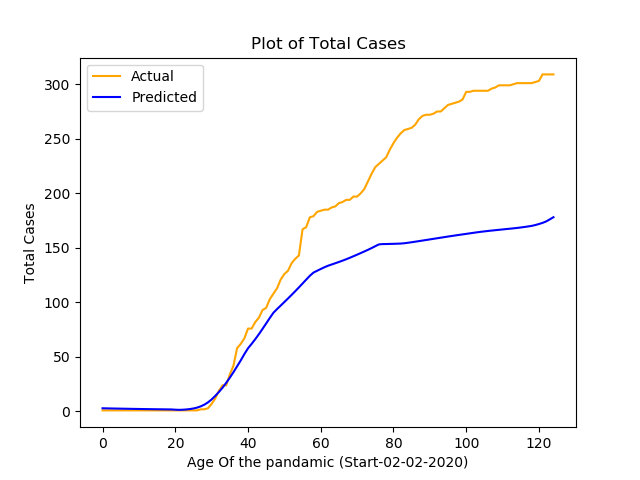 Plot of Total Cases
Actual
Predicted
300
250
200
150
100
50
0
Total Cases
0 20 40 60 80 100 120
Age Of the pandamic (Start-02-02-2020)